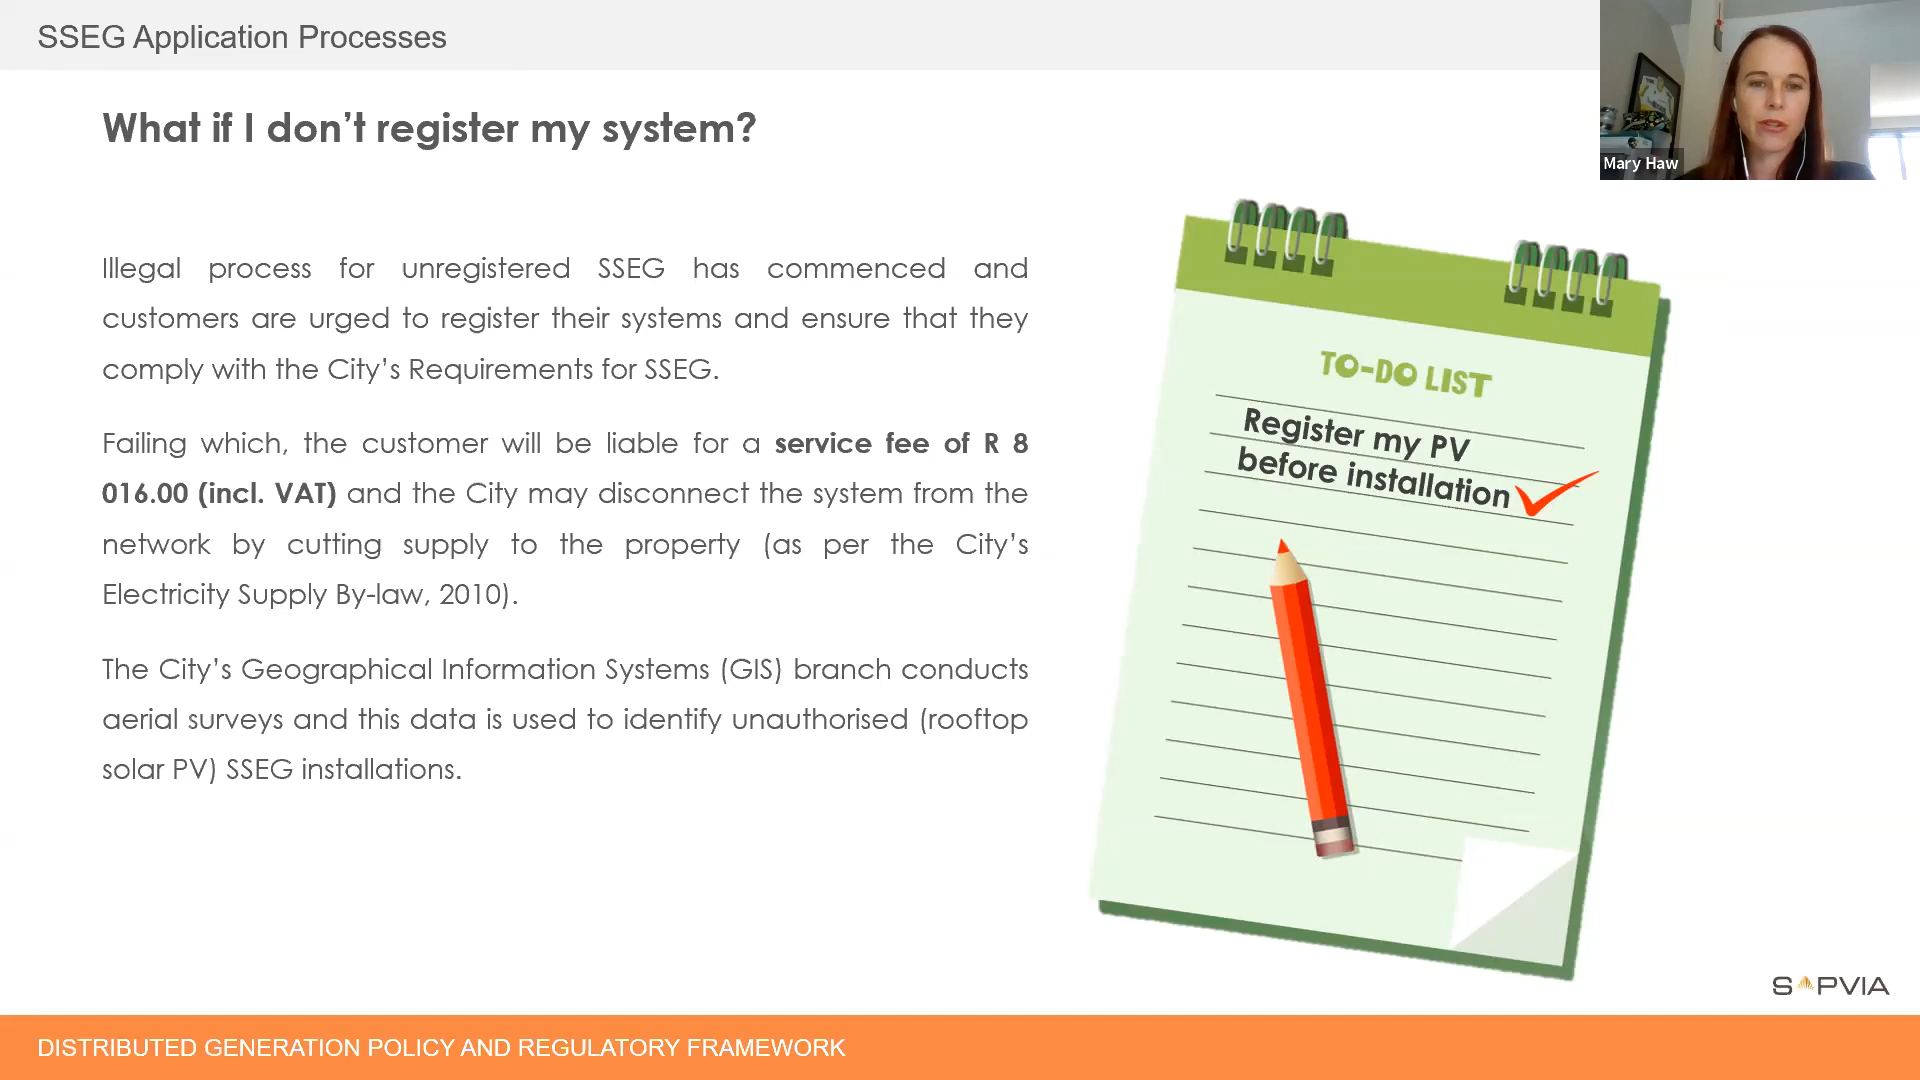 SSEG Application Processes
Mary Haw
What if I don’t register my system?
Illegal process for unregistered SSEG has commenced and
customers are urged to register their systems and ensure that they
comply with the City’s Requirements for SSEG.
Failing which, the customer will be liable for a service fee of R 8
016.00 (incl. VAT) and the City may disconnect the system from the
network by cutting supply to the property (as per the City’s
Electricity Supply By-law, 2010).
The City’s Geographical Information Systems (GIS) branch conducts
aerial surveys and this data is used to identify unauthorised (rooftop
solar PV) SSEG installations.
TO-DO LIST
Register my PV
before installation
SAPVIA
DISTRIBUTED GENERATION POLICY AND REGULATORY FRAMEWORK